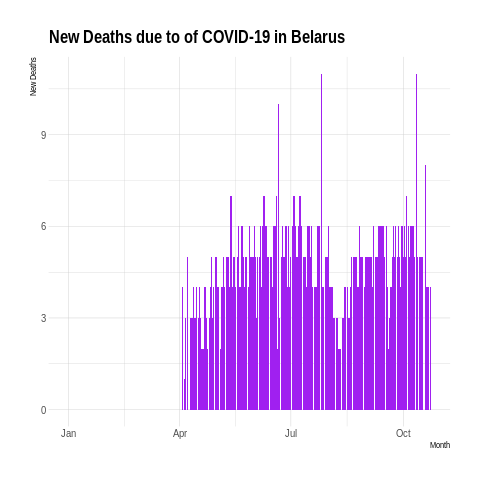 New Deaths due to of COVID-19 in Belarus
New Deaths
9
6
3
0
Jan Apr Jul Oct
Month